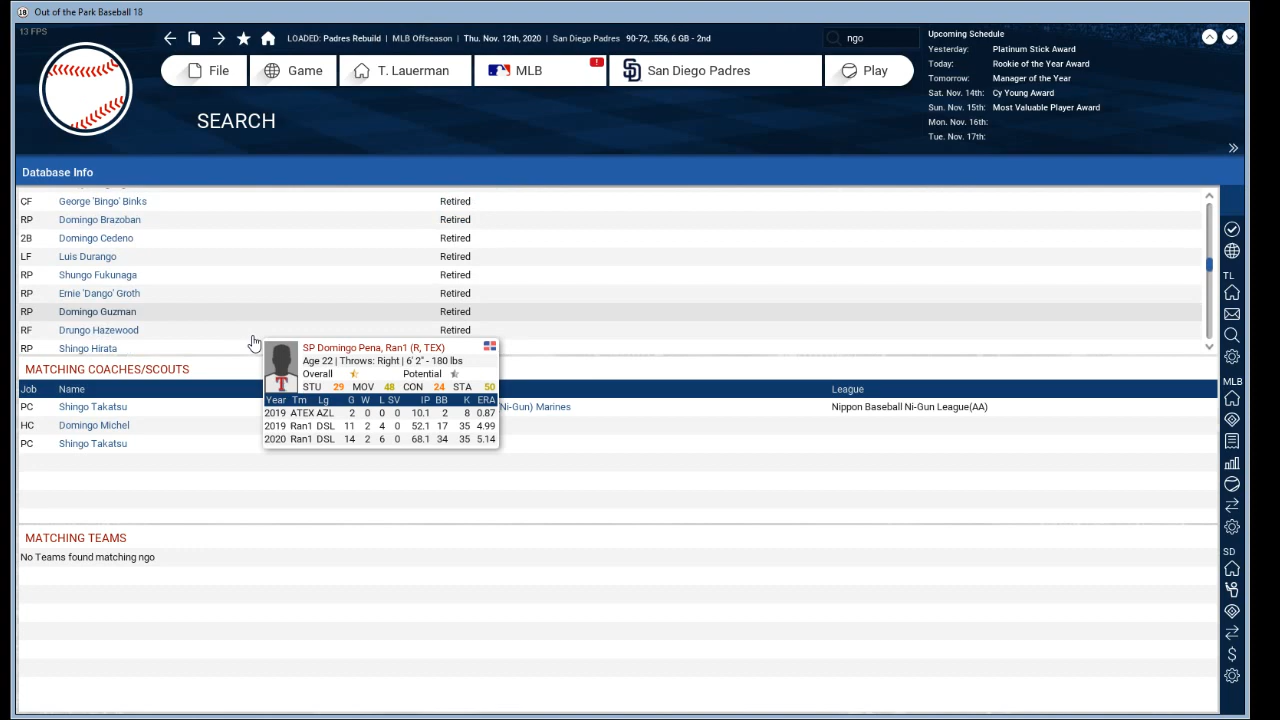 18 Out of the Park Baseball 18
13 FPS
LOADED: Padres Rebuild | MLB Offseason | Thu. Nov. 12th, 2020 | San Diego Padres 90-72, .556, 6 GB - 2nd
ngo
File
Game
T. Lauerman
MLB
!
San Diego Padres
Play
Upcoming Schedule
Yesterday: Platinum Stick Award
Today: Rookie of the Year Award
Tomorrow: Manager of the Year
Sat. Nov. 14th: Cy Young Award
Sun. Nov. 15th: Most Valuable Player Award
Mon. Nov. 16th:
Tue. Nov. 17th:
SEARCH
Database Info
CF George 'Bingo' Binks Retired
RP Domingo Brazoban Retired
2B Domingo Cedeno Retired
LF Luis Durango Retired
RP Shungo Fukunaga Retired
RP Ernie 'Dango' Groth Retired
RP Domingo Guzman Retired
RF Drungo Hazewood Retired
RP Shingo Hirata
SP Domingo Pena, Ran1 (R, TEX)
Age 22 | Throws: Right | 6' 2" - 180 lbs
Overall Potential
STU 29 MOV 48 CON 24 STA 50
Year Tm Lg G W L SV IP BB K ERA
2019 ATEX AZL 2 0 0 0 10.1 2 8 0.87
2019 Ran1 DSL 11 2 4 0 52.1 17 35 4.99
2020 Ran1 DSL 14 2 6 0 68.1 34 35 5.14
MATCHING COACHES/SCOUTS
Job Name League
PC Shingo Takatsu Ni-Gun) Marines Nippon Baseball Ni-Gun League(AA)
HC Domingo Michel
PC Shingo Takatsu
MATCHING TEAMS
No Teams found matching ngo
TL
MLB
SD
$